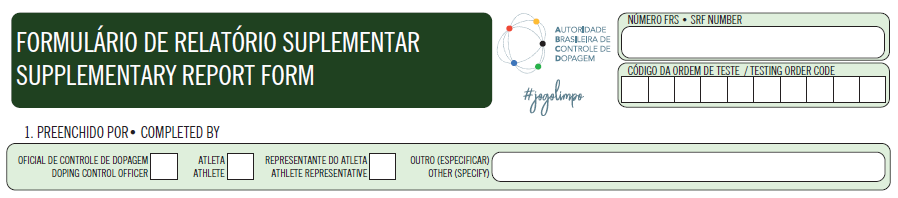 FORMULÁRIO DE RELATÓRIO SUPLEMENTAR
SUPPLEMENTARY REPORT FORM
AUTORIDADE
BRASILEIRA DE
CONTROLE DE
DOPAGEM
#jogolimpo
NÚMERO FRS • SRF NUMBER
CÓDIGO DA ORDEM DE TESTE / TESTING ORDER CODE
1. PREENCHIDO POR• COMPLETED BY
OFICIAL DE CONTROLE DE DOPAGEM
DOPING CONTROL OFFICER
ATLETA
ATHLETE
REPRESENTANTE DO ATLETA
ATHLETE REPRESENTATIVE
OUTRO (ESPECIFICAR)
OTHER (SPECIFY)